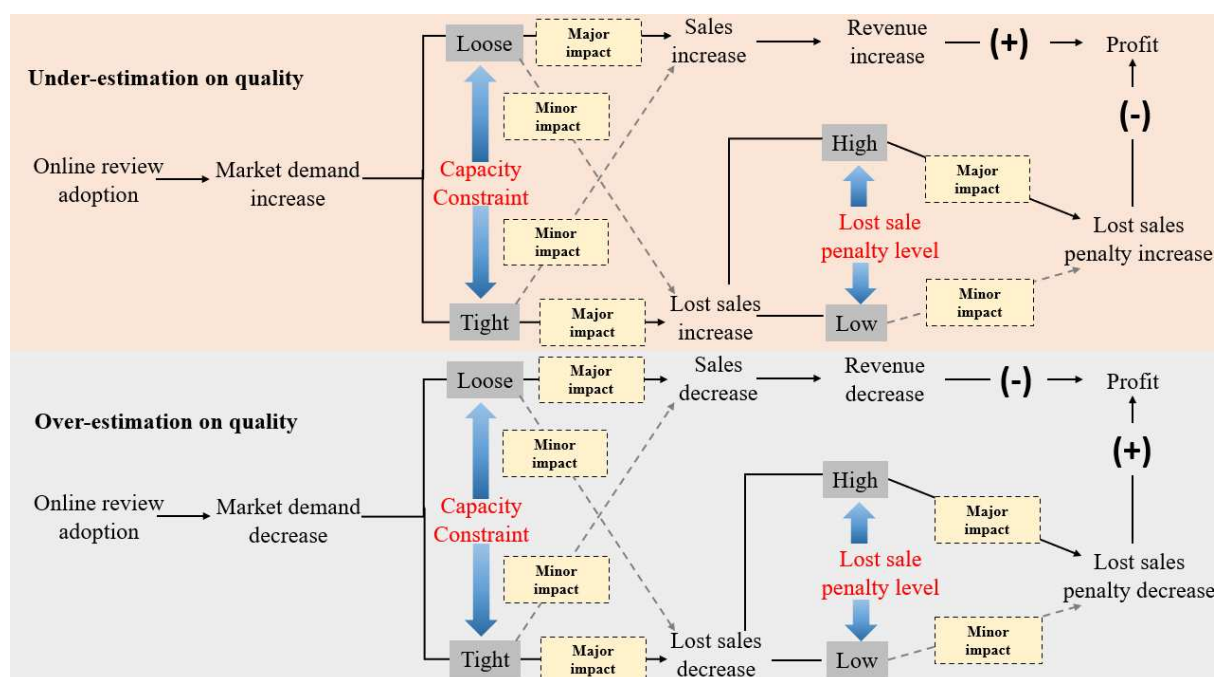 Under-estimation on quality
Online review
adoption
Market demand
increase
Loose
Capacity
Constraint
Tight
Major
impact
Minor
impact
Minor
impact
Major
impact
Sales
increase
Lost sales
increase
Revenue
increase
(+)
Profit
(-)
High
Lost sale
penalty level
Low
Major
impact
Minor
impact
Lost sales
penalty increase
Over-estimation on quality
Online review
adoption
Market demand
decrease
Loose
Capacity
Constraint
Tight
Major
impact
Minor
impact
Minor
impact
Major
impact
Sales
decrease
Lost sales
decrease
Revenue
decrease
(-)
Profit
(+)
High
Lost sale
penalty level
Low
Major
impact
Minor
impact
Lost sales
penalty decrease